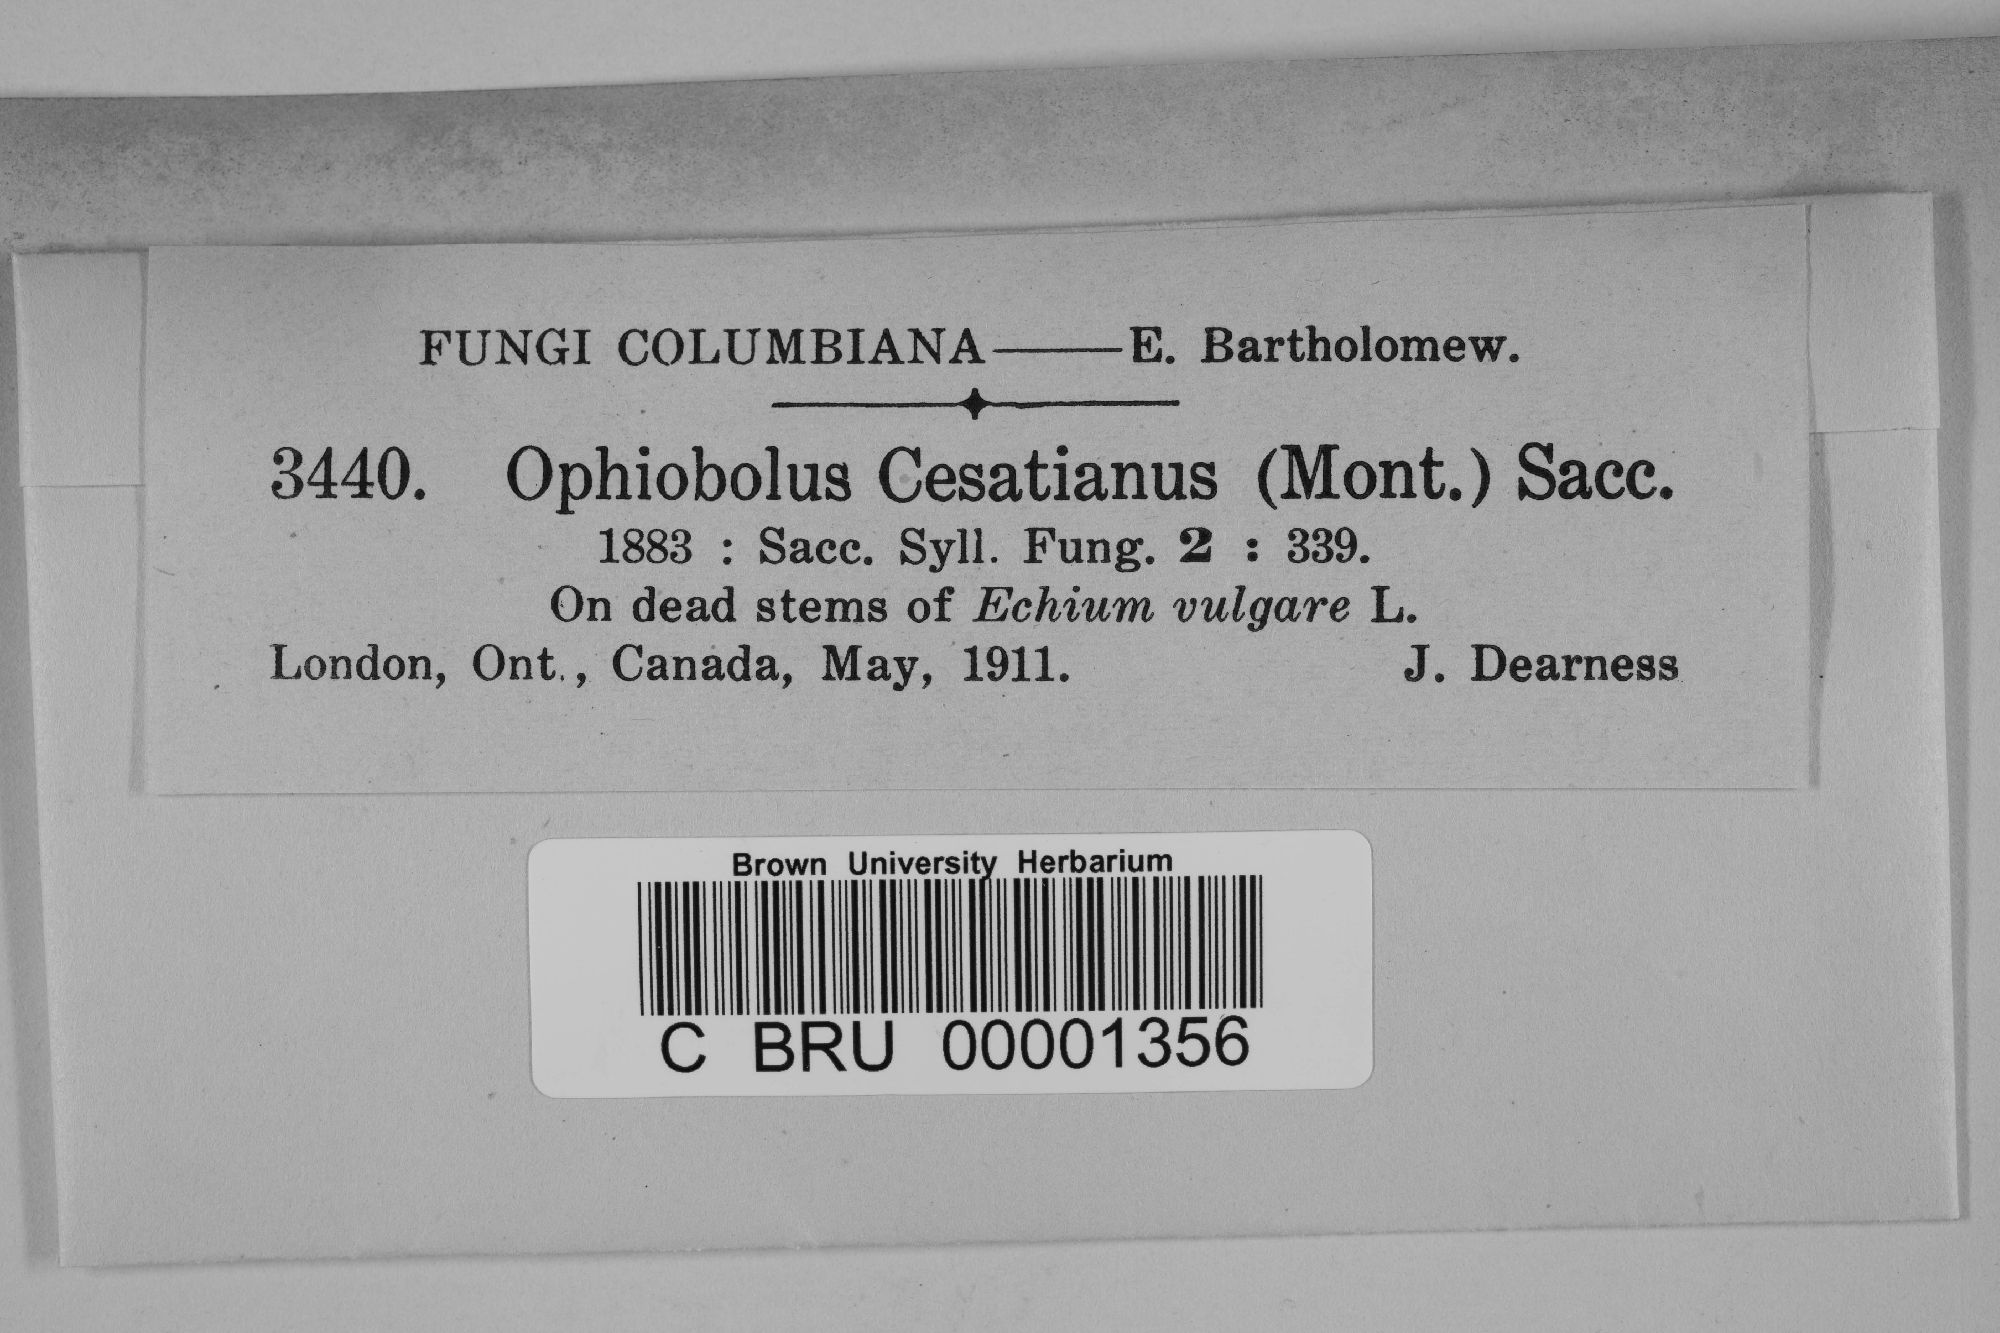 FUNGI COLUMBIANA——E. Bartholomew.
3440. Ophiobolus Cesatianus (Mont.) Sacc.
1883 : Sacc. Syll. Fung. 2 : 339.
On dead stems of Echium vulgare L.
London, Ont., Canada, May, 1911. J. Dearness
Brown University Herbarium
C BRU 00001356